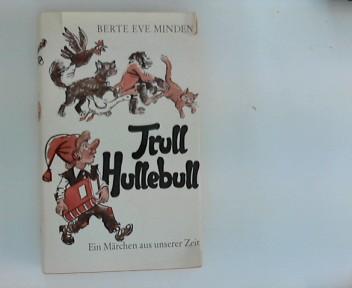 BERTE EVE MINDEN
Trull
Hullebull
Ein Märchen aus unserer Zeit